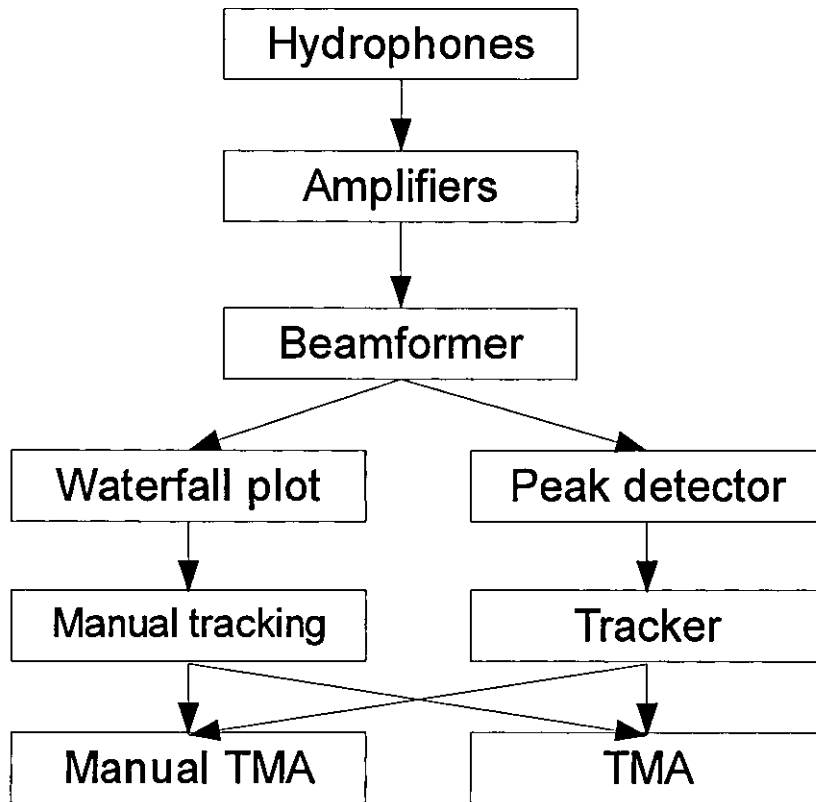 Hydrophones
Amplifiers
Beamformer
Waterfall plot
Peak detector
Manual tracking
Tracker
Manual TMA
TMA